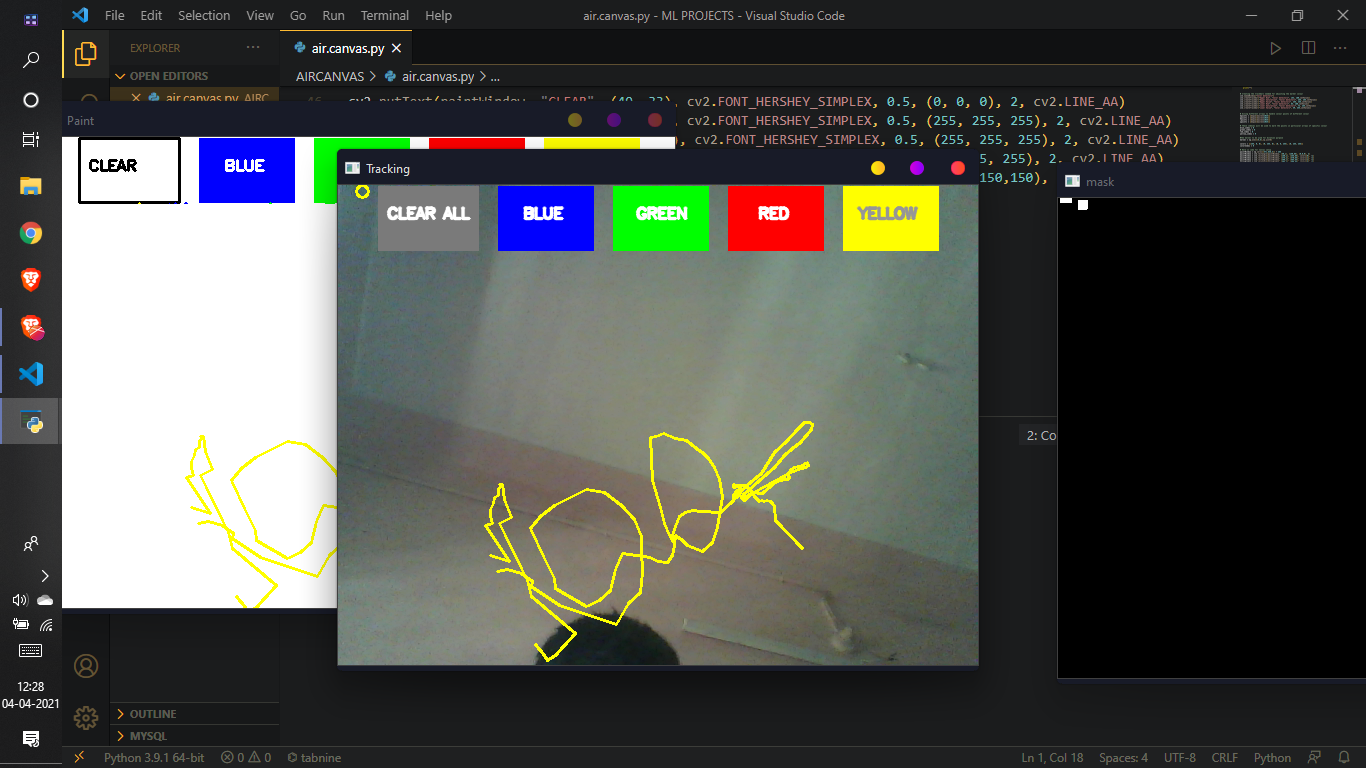 File Edit Selection View Go Run Terminal Help
air.canvas.py - ML PROJECTS - Visual Studio Code
EXPLORER
air.canvas.py
OPEN EDITORS
AIRCANVAS > air.canvas.py > ...
air.canvas.py AIRC
cv2.putText(paintWindow, "CLEAR", (49, 33), cv2.FONT_HERSHEY_SIMPLEX, 0.5, (0, 0, 0), 2, cv2.LINE_AA)
, cv2.FONT_HERSHEY_SIMPLEX, 0.5, (255, 255, 255), 2, cv2.LINE_AA)
), cv2.FONT_HERSHEY_SIMPLEX, 0.5, (255, 255, 255), 2, cv2.LINE_AA)
5, 255), 2, cv2.LINE_AA)
150,150),
Paint
CLEAR
BLUE
Tracking
CLEAR ALL
BLUE
GREEN
RED
YELLOW
mask
2: Co
OUTLINE
MYSQL
12:28
04-04-2021
Python 3.9.1 64-bit
0
0
tabnine
Ln 1, Col 18
Spaces: 4
UTF-8
CRLF
Python